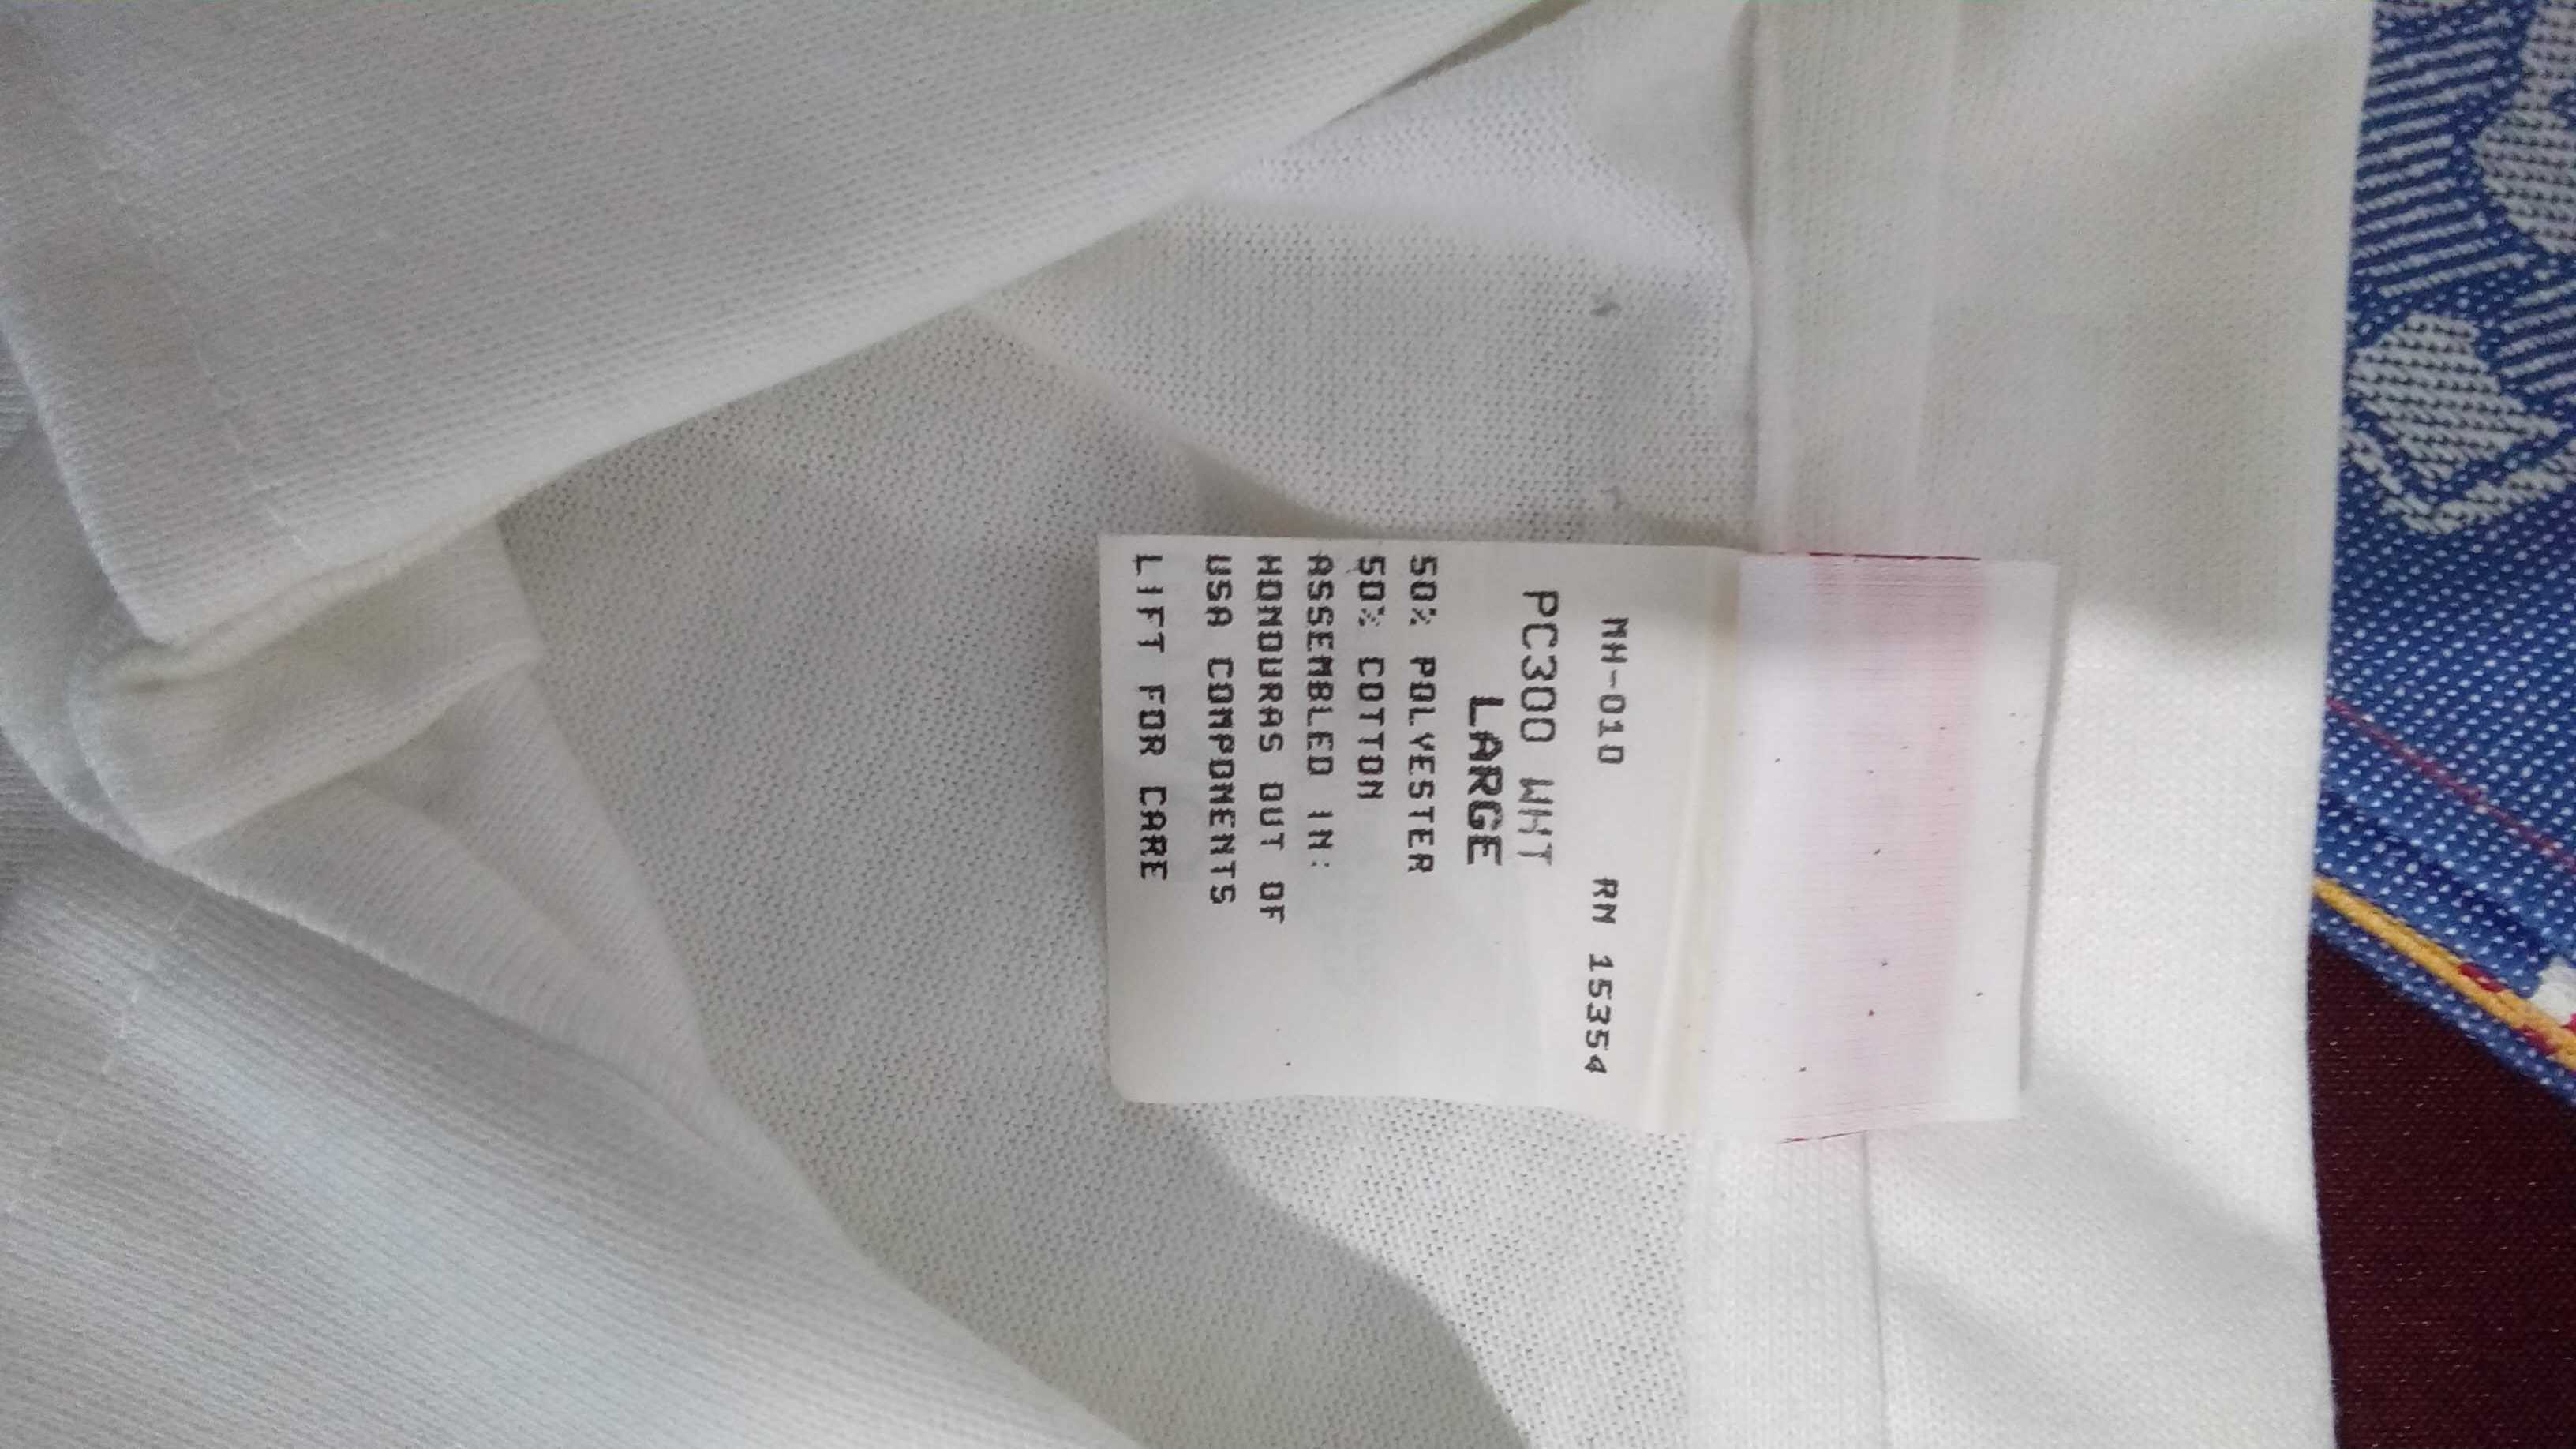 MH-010 RN 15354
PC300 WHT
LARGE
50% POLYESTER
50% COTTON
ASSEMBLED IN:
HONDURAS OUT OF
USA COMPONENTS
LIFT FOR CARE